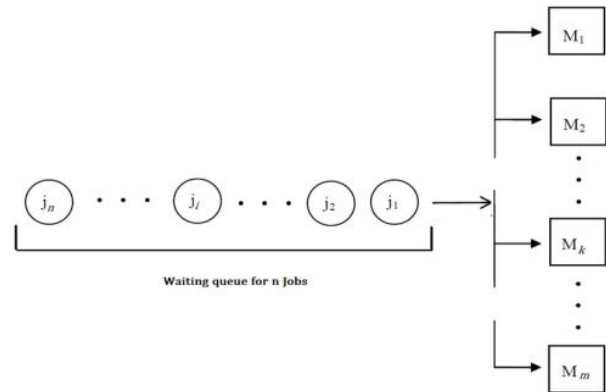 M₁
M₂
jₙ . . . jᵢ . . . j₂ j₁
Mₖ
Waiting queue for n Jobs
Mₘ